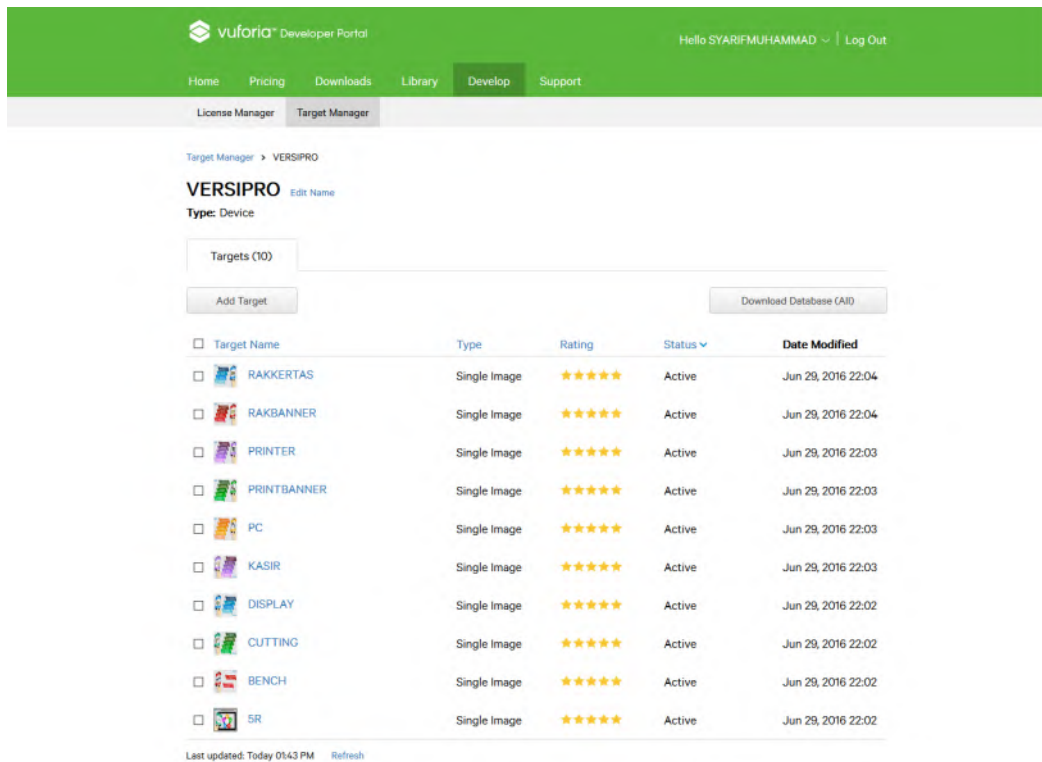 vuforia™ Developer Portal
Hello SYARIFMUHAMMAD | Log Out
Home Pricing Downloads Library Develop Support
License Manager Target Manager
Target Manager > VERSIPRO
VERSIPRO Edit Name
Type: Device
Targets (10)
Add Target Download Database (All)
Target Name Type Rating Status Date Modified
RAKKERTAS Single Image Active Jun 29, 2016 22:04
RAKBANNER Single Image Active Jun 29, 2016 22:04
PRINTER Single Image Active Jun 29, 2016 22:03
PRINTBANNER Single Image Active Jun 29, 2016 22:03
PC Single Image Active Jun 29, 2016 22:03
KASIR Single Image Active Jun 29, 2016 22:03
DISPLAY Single Image Active Jun 29, 2016 22:02
CUTTING Single Image Active Jun 29, 2016 22:02
BENCH Single Image Active Jun 29, 2016 22:02
5R Single Image Active Jun 29, 2016 22:02
Last updated: Today 01:43 PM Refresh